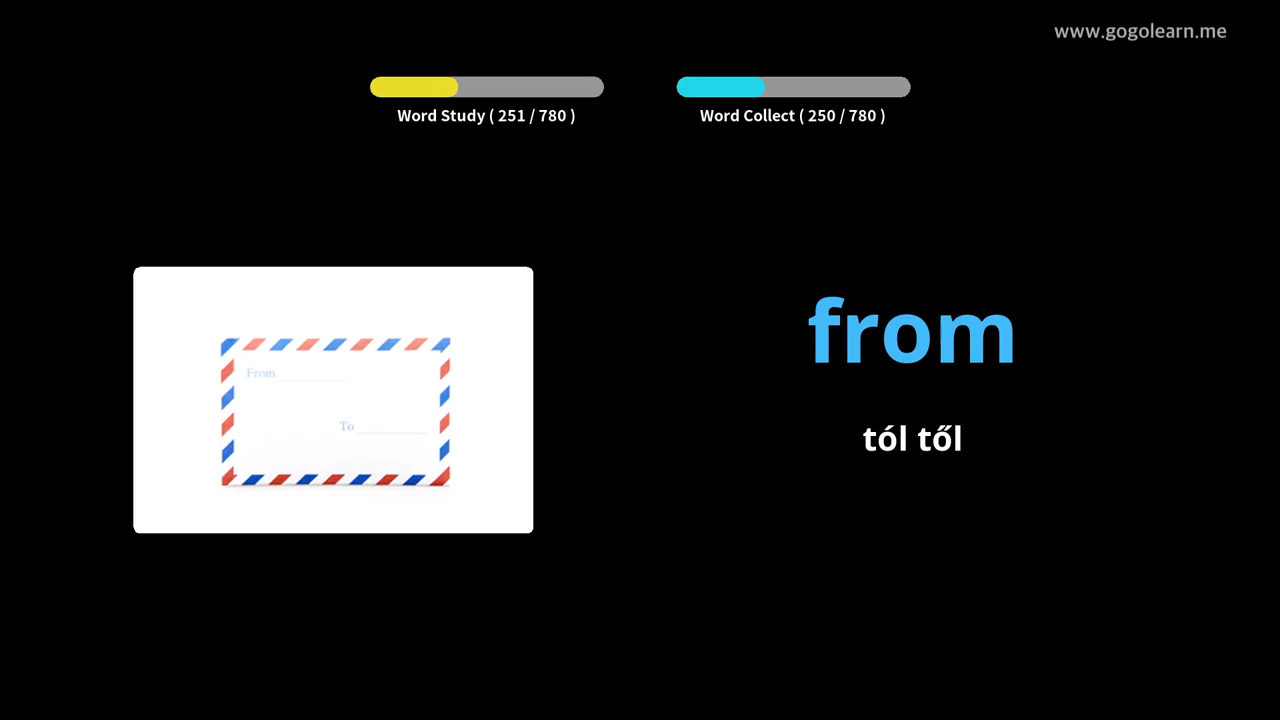 www.gogolearn.me
Word Study ( 251 / 780 )
Word Collect ( 250 / 780 )
From
To
from
tól től